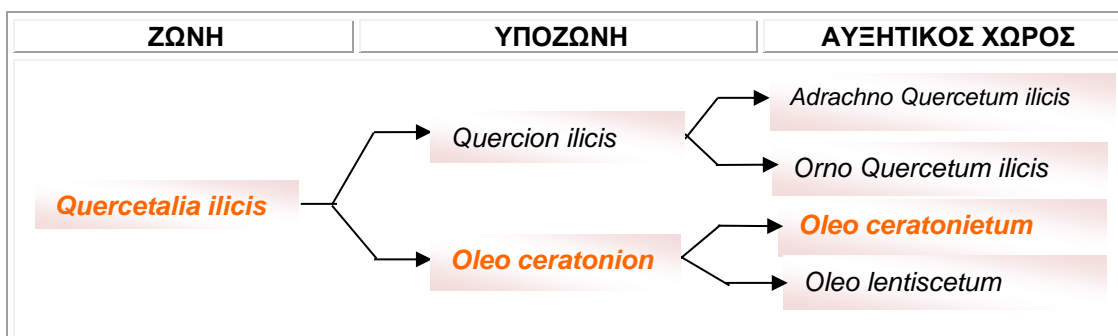 ΖΩΝΗ ΥΠΟΖΩΝΗ ΑΥΞΗΤΙΚΟΣ ΧΩΡΟΣ
Adrachno Quercetum ilicis
Quercion ilicis
Orno Quercetum ilicis
Quercetalia ilicis
Oleo ceratonietum
Oleo ceratonion
Oleo lentiscetum